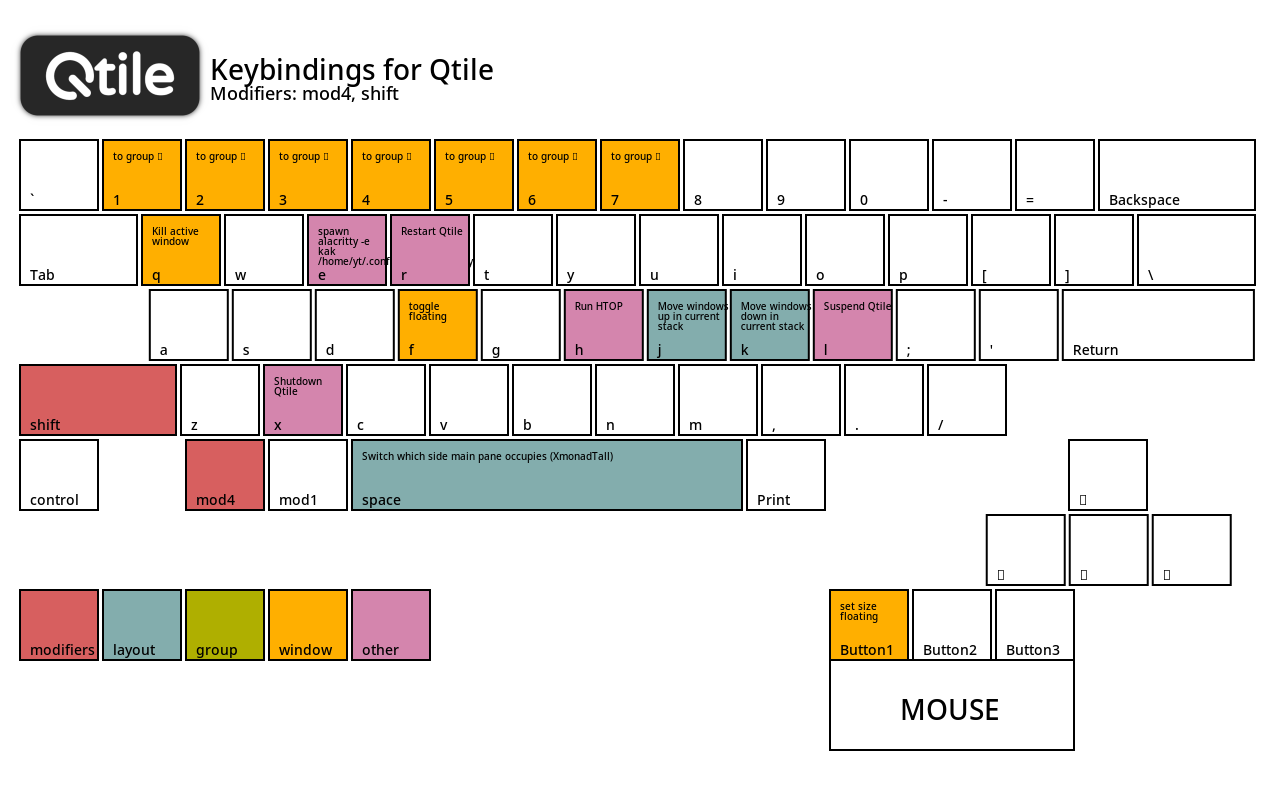 Qtile
Keybindings for Qtile
Modifiers: mod4, shift
to group to group to group to group to group to group to group
` 1 2 3 4 5 6 7 8 9 0 - = Backspace
Kill active window
spawn alacritty -e kak /home/yt/.conf
Restart Qtile
Tab q w e r t y u i o p [ ] \
toggle floating
Run HTOP
Move windows up in current stack
Move windows down in current stack
Suspend Qtile
a s d f g h j k l ; ' Return
Shutdown Qtile
shift z x c v b n m , . /
Switch which side main pane occupies (XmonadTall)
control mod4 mod1 space Print
set size floating
modifiers layout group window other Button1 Button2 Button3
MOUSE